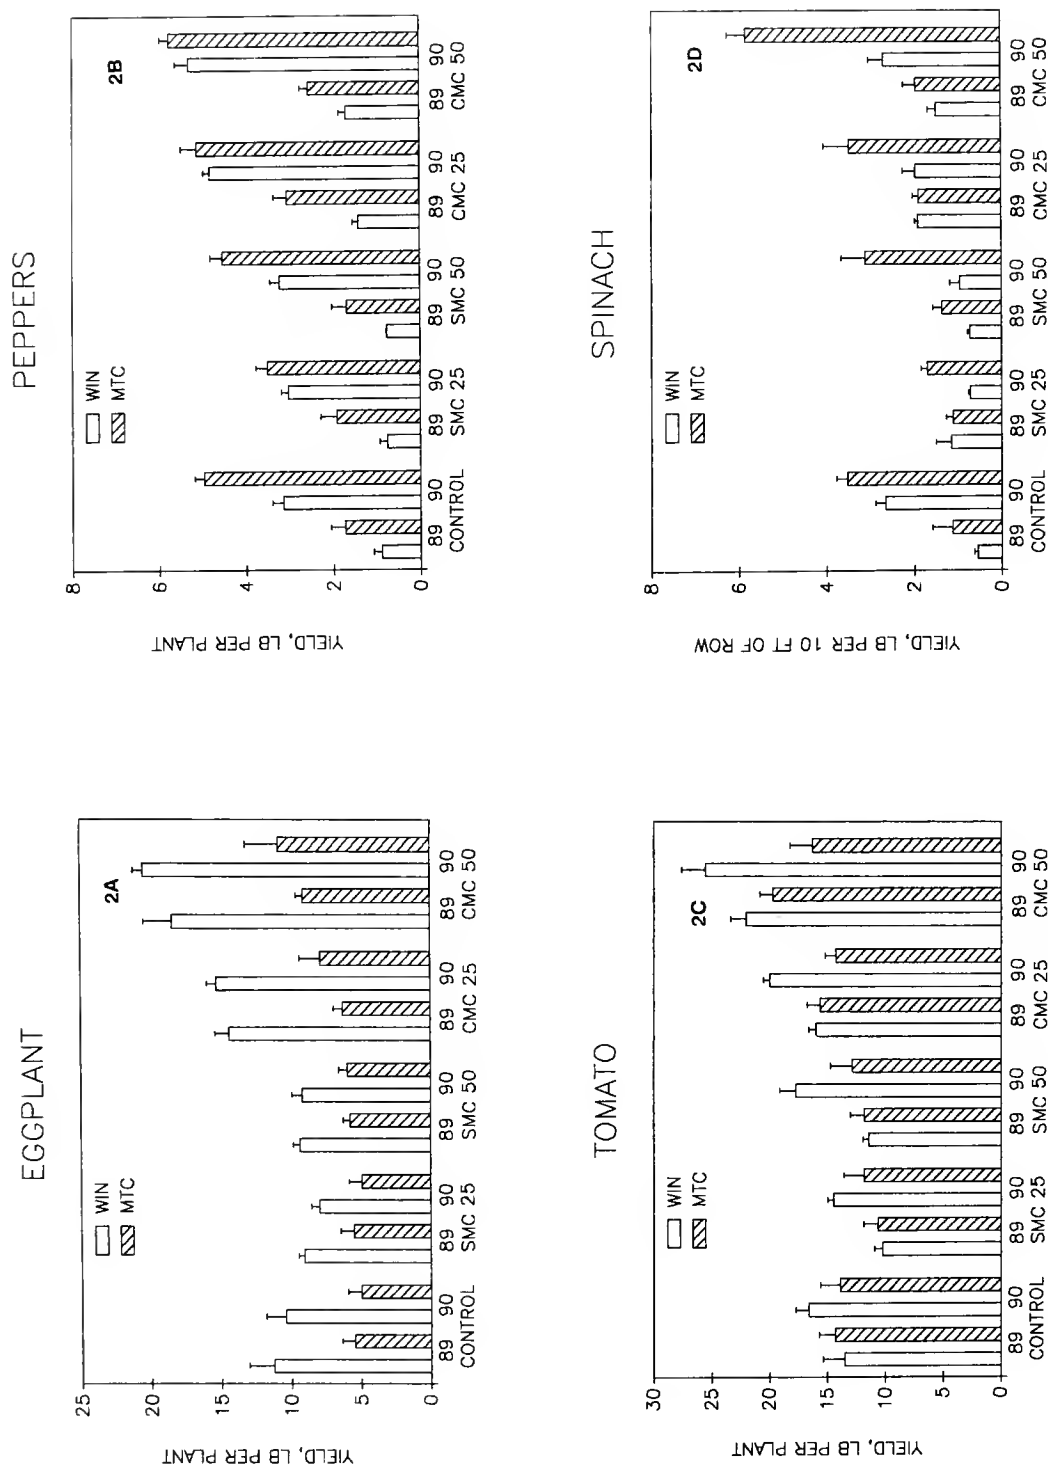 EGGPLANT
2A
WIN
MTC
YIELD, LB PER PLANT
25
20
15
10
5
0
89 90 89 90 89 90 89 90 89 90
CONTROL SMC 25 SMC 50 CMC 25 CMC 50
PEPPERS
2B
WIN
MTC
YIELD, LB PER PLANT
8
6
4
2
0
89 90 89 90 89 90 89 90 89 90
CONTROL SMC 25 SMC 50 CMC 25 CMC 50
TOMATO
2C
WIN
MTC
YIELD, LB PER PLANT
30
25
20
15
10
5
0
89 90 89 90 89 90 89 90 89 90
CONTROL SMC 25 SMC 50 CMC 25 CMC 50
SPINACH
2D
WIN
MTC
YIELD, LB PER 10 FT OF ROW
8
6
4
2
0
89 90 89 90 89 90 89 90 89 90
CONTROL SMC 25 SMC 50 CMC 25 CMC 50